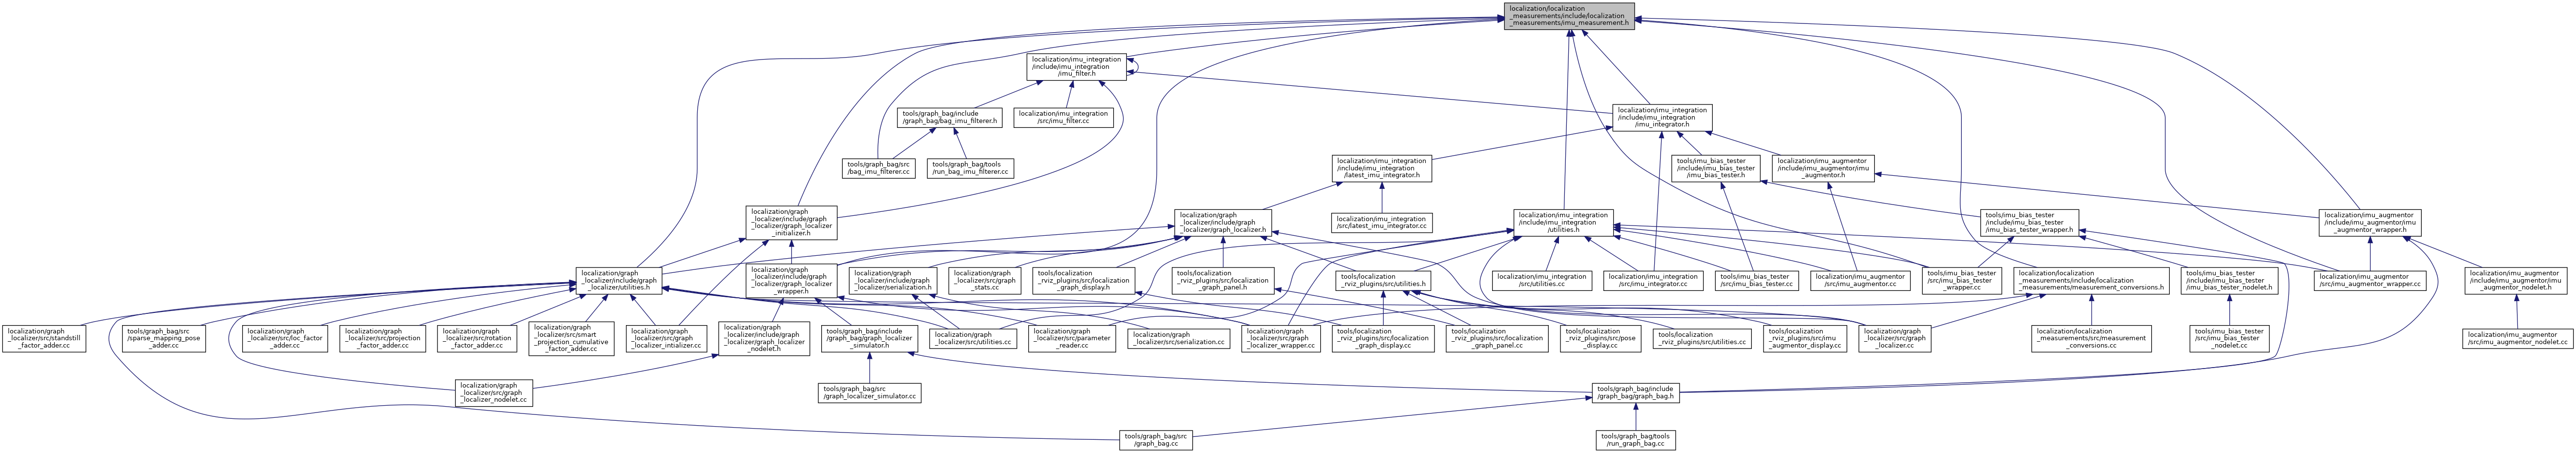 localization/localization
_measurements/include/localization
_measurements/imu_measurement.h
localization/imu_integration
/include/imu_integration
/imu_filter.h
tools/graph_bag/include
/graph_bag/bag_imu_filterer.h
localization/imu_integration
/src/imu_filter.cc
localization/imu_integration
/include/imu_integration
/imu_integrator.h
tools/graph_bag/src
/bag_imu_filterer.cc
tools/graph_bag/tools
/run_bag_imu_filterer.cc
localization/imu_integration
/include/imu_integration
/latest_imu_integrator.h
tools/imu_bias_tester
/include/imu_bias_tester
/imu_bias_tester.h
localization/imu_augmentor
/include/imu_augmentor/imu
_augmentor.h
localization/graph
_localizer/include/graph
_localizer/graph_localizer
_initializer.h
localization/graph
_localizer/include/graph
_localizer/graph_localizer.h
localization/imu_integration
/src/latest_imu_integrator.cc
localization/imu_integration
/include/imu_integration
/utilities.h
tools/imu_bias_tester
/include/imu_bias_tester
/imu_bias_tester_wrapper.h
localization/imu_augmentor
/include/imu_augmentor/imu
_augmentor_wrapper.h
localization/graph
_localizer/include/graph
_localizer/utilities.h
localization/graph
_localizer/include/graph
_localizer/graph_localizer
_wrapper.h
localization/graph
_localizer/include/graph
_localizer/serialization.h
localization/graph
_localizer/src/graph
_stats.cc
tools/localization
_rviz_plugins/src/localization
_graph_display.h
tools/localization
_rviz_plugins/src/localization
_graph_panel.h
tools/localization
_rviz_plugins/src/utilities.h
localization/imu_integration
/src/utilities.cc
localization/imu_integration
/src/imu_integrator.cc
tools/imu_bias_tester
/src/imu_bias_tester.cc
localization/imu_augmentor
/src/imu_augmentor.cc
tools/imu_bias_tester
/src/imu_bias_tester
_wrapper.cc
localization/localization
_measurements/include/localization
_measurements/measurement_conversions.h
tools/imu_bias_tester
/include/imu_bias_tester
/imu_bias_tester_nodelet.h
localization/imu_augmentor
/src/imu_augmentor_wrapper.cc
localization/imu_augmentor
/include/imu_augmentor/imu
_augmentor_nodelet.h
localization/graph
_localizer/src/standstill
_factor_adder.cc
tools/graph_bag/src
/sparse_mapping_pose
_adder.cc
localization/graph
_localizer/src/loc_factor
_adder.cc
localization/graph
_localizer/src/projection
_factor_adder.cc
localization/graph
_localizer/src/rotation
_factor_adder.cc
localization/graph
_localizer/src/smart
_projection_cumulative
_factor_adder.cc
localization/graph
_localizer/src/graph
_localizer_intializer.cc
localization/graph
_localizer/include/graph
_localizer/graph_localizer
_nodelet.h
tools/graph_bag/include
/graph_bag/graph_localizer
_simulator.h
localization/graph
_localizer/src/utilities.cc
localization/graph
_localizer/src/parameter
_reader.cc
localization/graph
_localizer/src/serialization.cc
localization/graph
_localizer/src/graph
_localizer_wrapper.cc
tools/localization
_rviz_plugins/src/localization
_graph_display.cc
tools/localization
_rviz_plugins/src/localization
_graph_panel.cc
tools/localization
_rviz_plugins/src/pose
_display.cc
tools/localization
_rviz_plugins/src/utilities.cc
tools/localization
_rviz_plugins/src/imu
_augmentor_display.cc
localization/graph
_localizer/src/graph
_localizer.cc
localization/localization
_measurements/src/measurement
_conversions.cc
tools/imu_bias_tester
/src/imu_bias_tester
_nodelet.cc
localization/imu_augmentor
/src/imu_augmentor_nodelet.cc
localization/graph
_localizer/src/graph
_localizer_nodelet.cc
tools/graph_bag/src
/graph_localizer_simulator.cc
tools/graph_bag/include
/graph_bag/graph_bag.h
tools/graph_bag/src
/graph_bag.cc
tools/graph_bag/tools
/run_graph_bag.cc